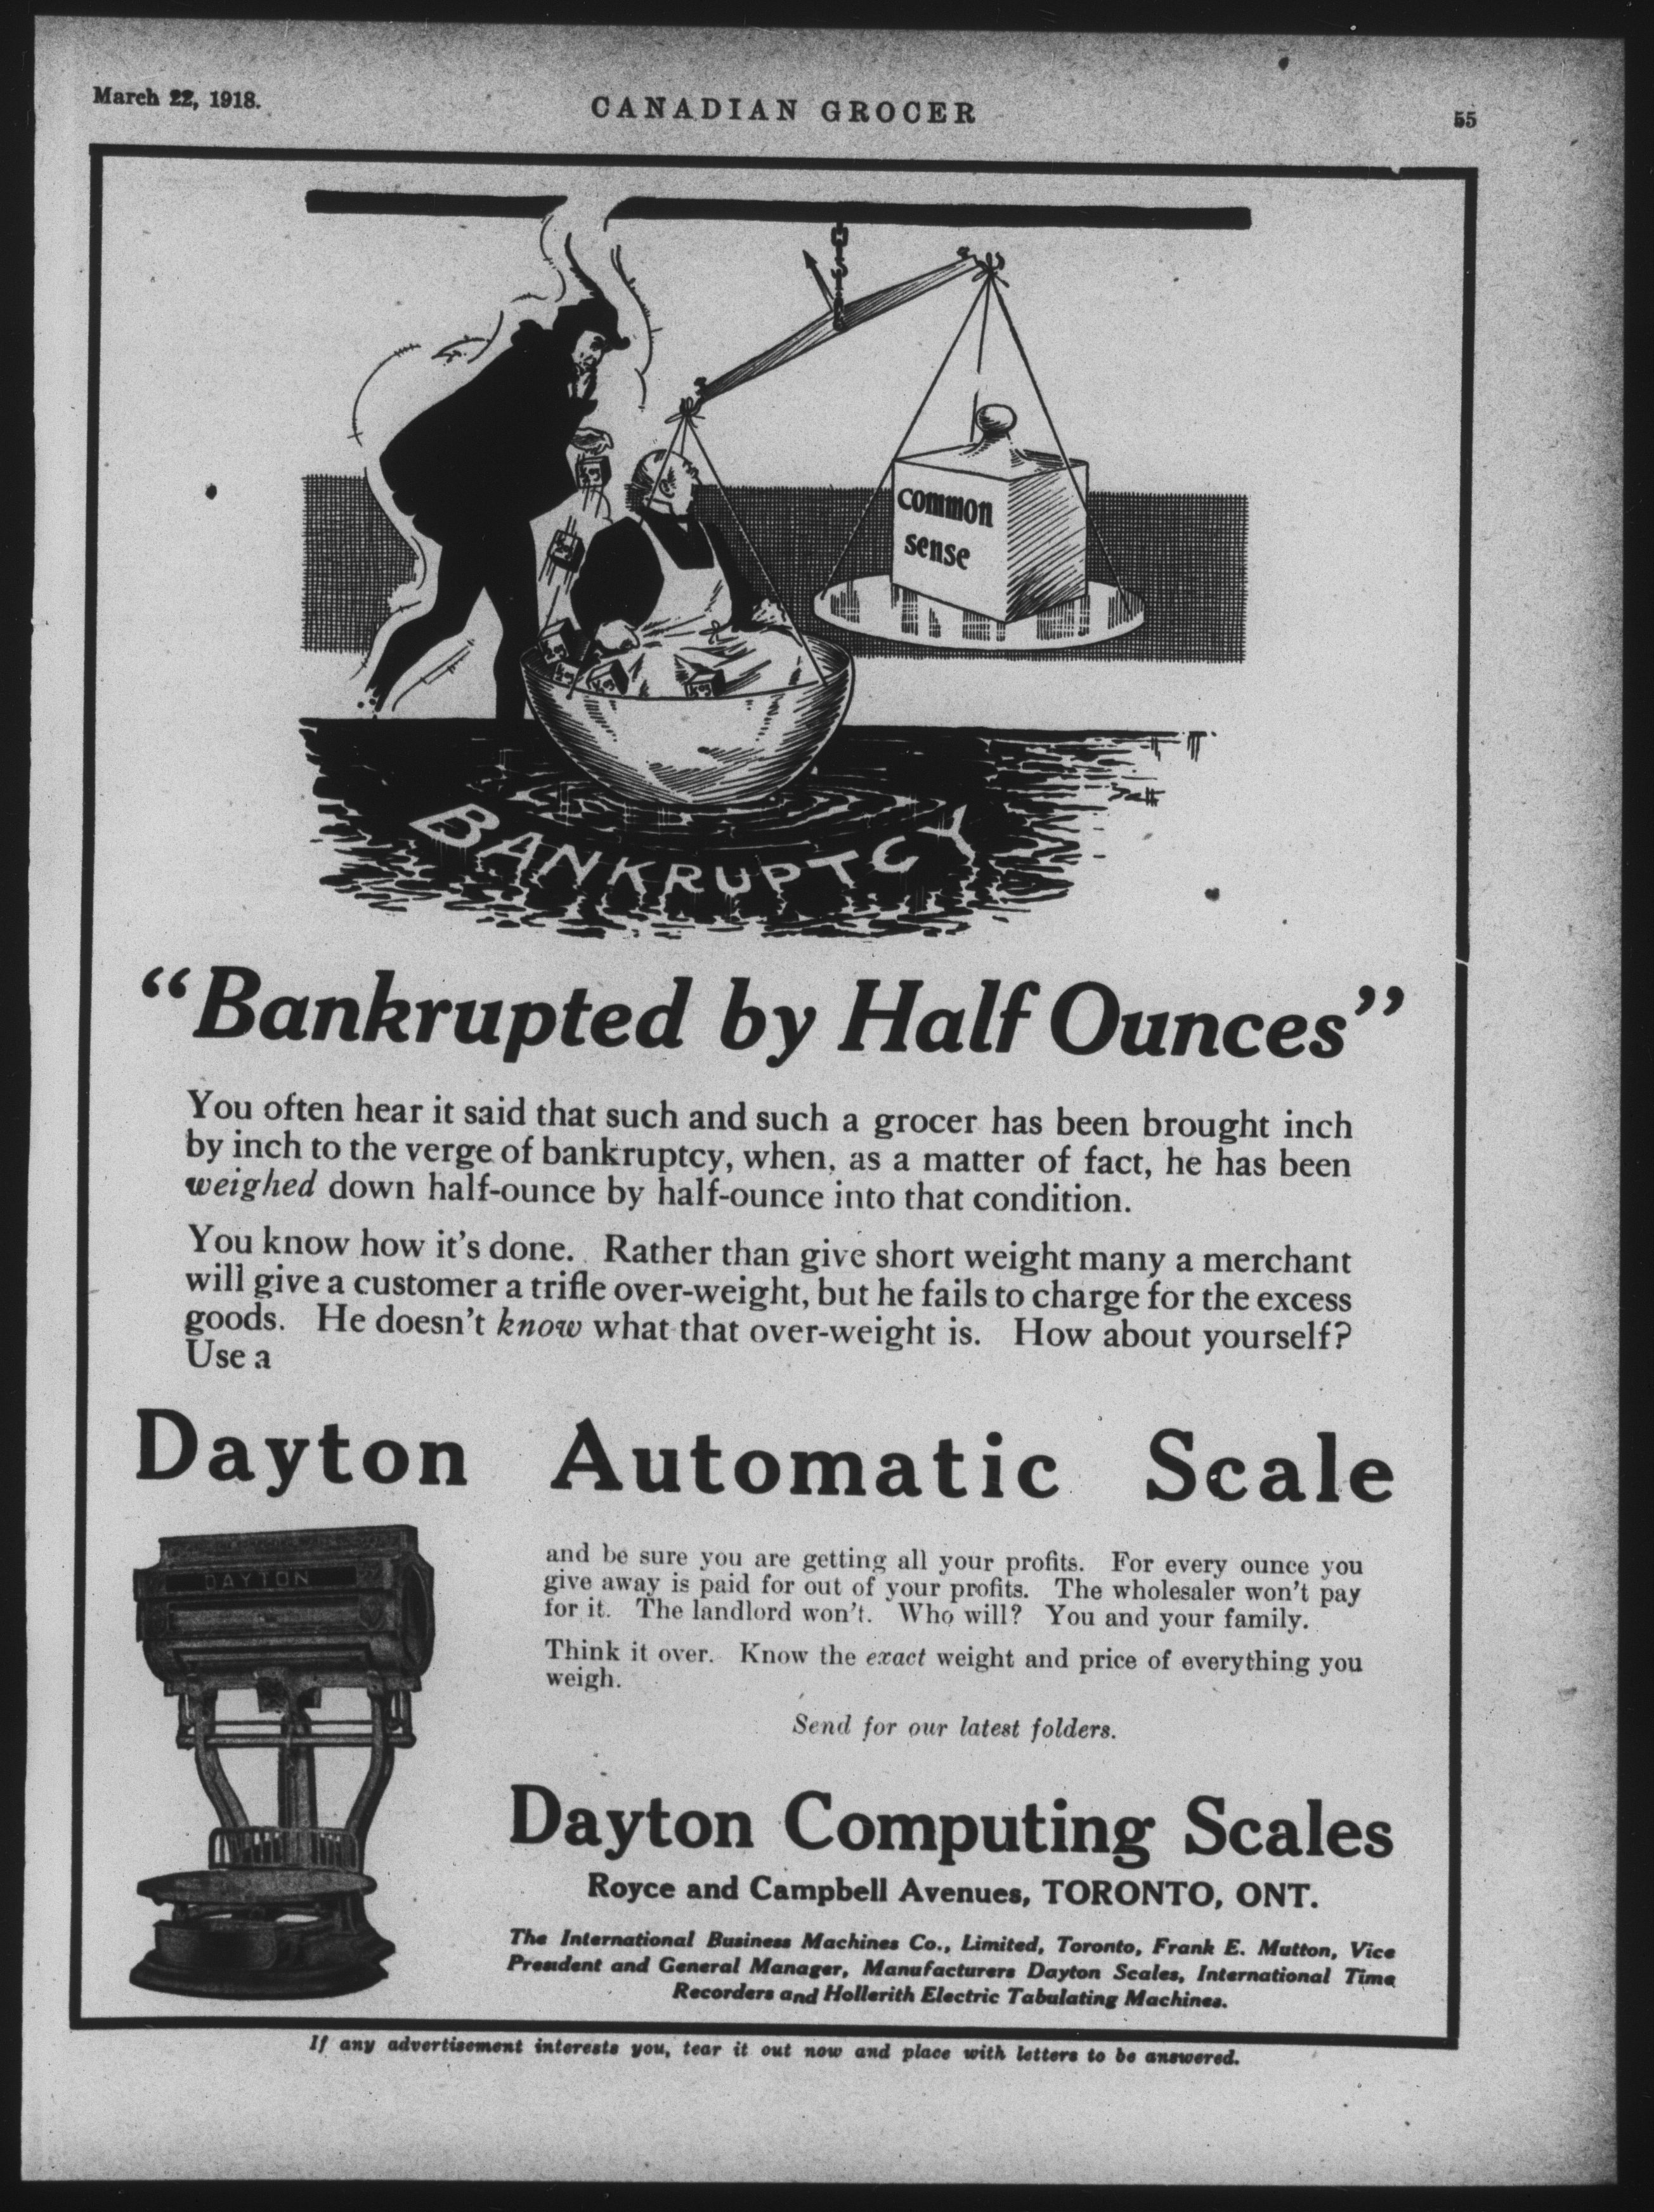 March 22, 1918.
CANADIAN GROCER
55
common
sense
BANKRUPTCY
“Bankrupted by Half Ounces”
You often hear it said that such and such a grocer has been brought inch
by inch to the verge of bankruptcy, when, as a matter of fact, he has been
weighed down half-ounce by half-ounce into that condition.
You know how it's done. Rather than give short weight many a merchant
will give a customer a trifle over-weight, but he fails to charge for the excess
goods. He doesn't know what that over-weight is. How about yourself?
Use a
Dayton Automatic Scale
DAYTON
and be sure you are getting all your profits. For every ounce you
give away is paid for out of your profits. The wholesaler won't pay
for it. The landlord won't. Who will? You and your family.
Think it over. Know the exact weight and price of everything you
weigh.
Send for our latest folders.
Dayton Computing Scales
Royce and Campbell Avenues, TORONTO, ONT.
The International Business Machines Co., Limited, Toronto, Frank E. Mutton, Vice
President and General Manager, Manufacturers Dayton Scales, International Time
Recorders and Hollerith Electric Tabulating Machines.
If any advertisement interests you, tear it out now and place with letters to be answered.